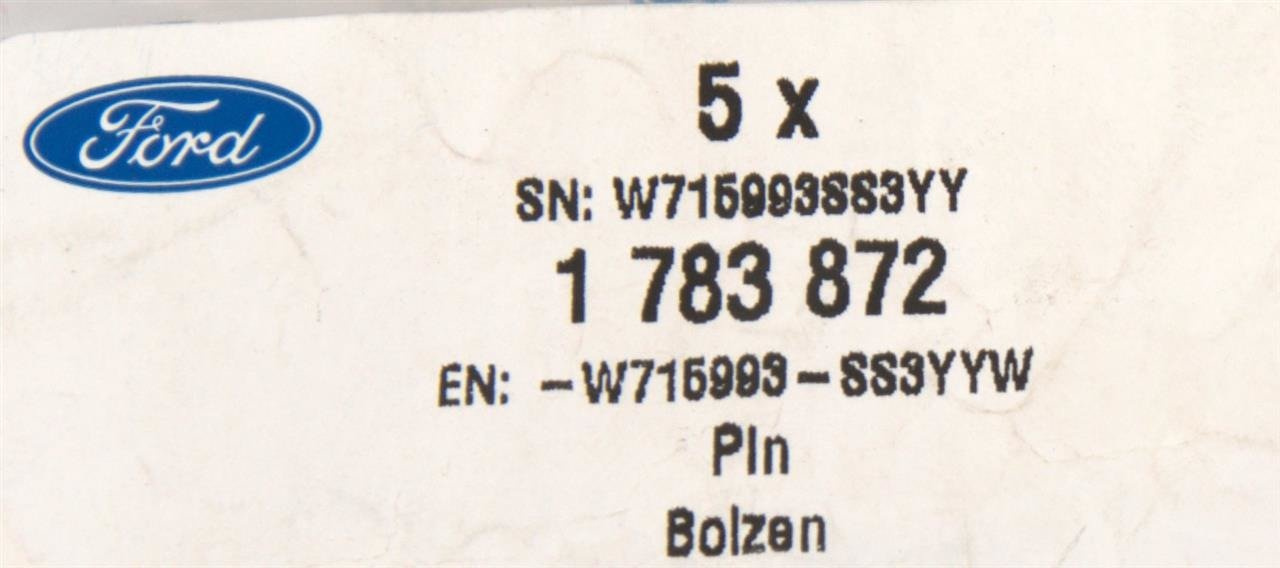 Ford
5 x
SN: W715993SS3YY
1 783 872
EN: -W715993-SS3YYW
Pin
Bolzen